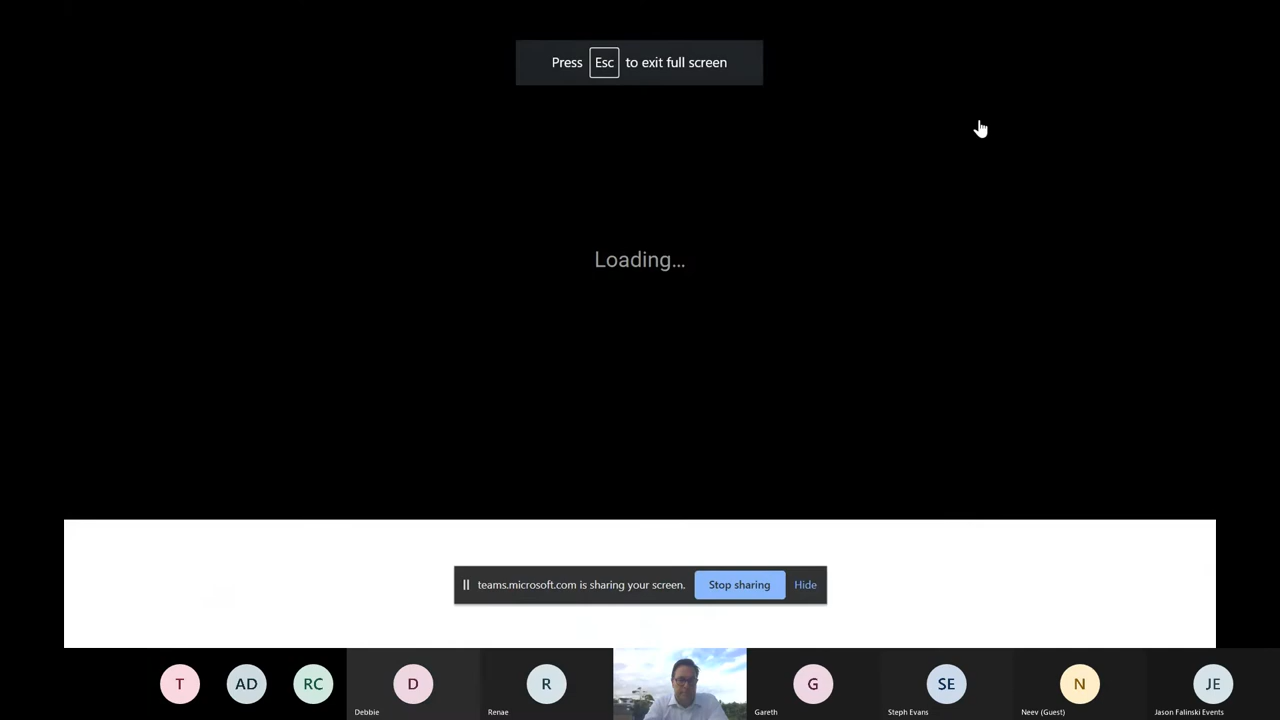 Press Esc to exit full screen
Loading...
teams.microsoft.com is sharing your screen. Stop sharing Hide
T AD RC D R G SE N JE
Debbie Renae Gareth Steph Evans Neev (Guest) Jason Falinski Events